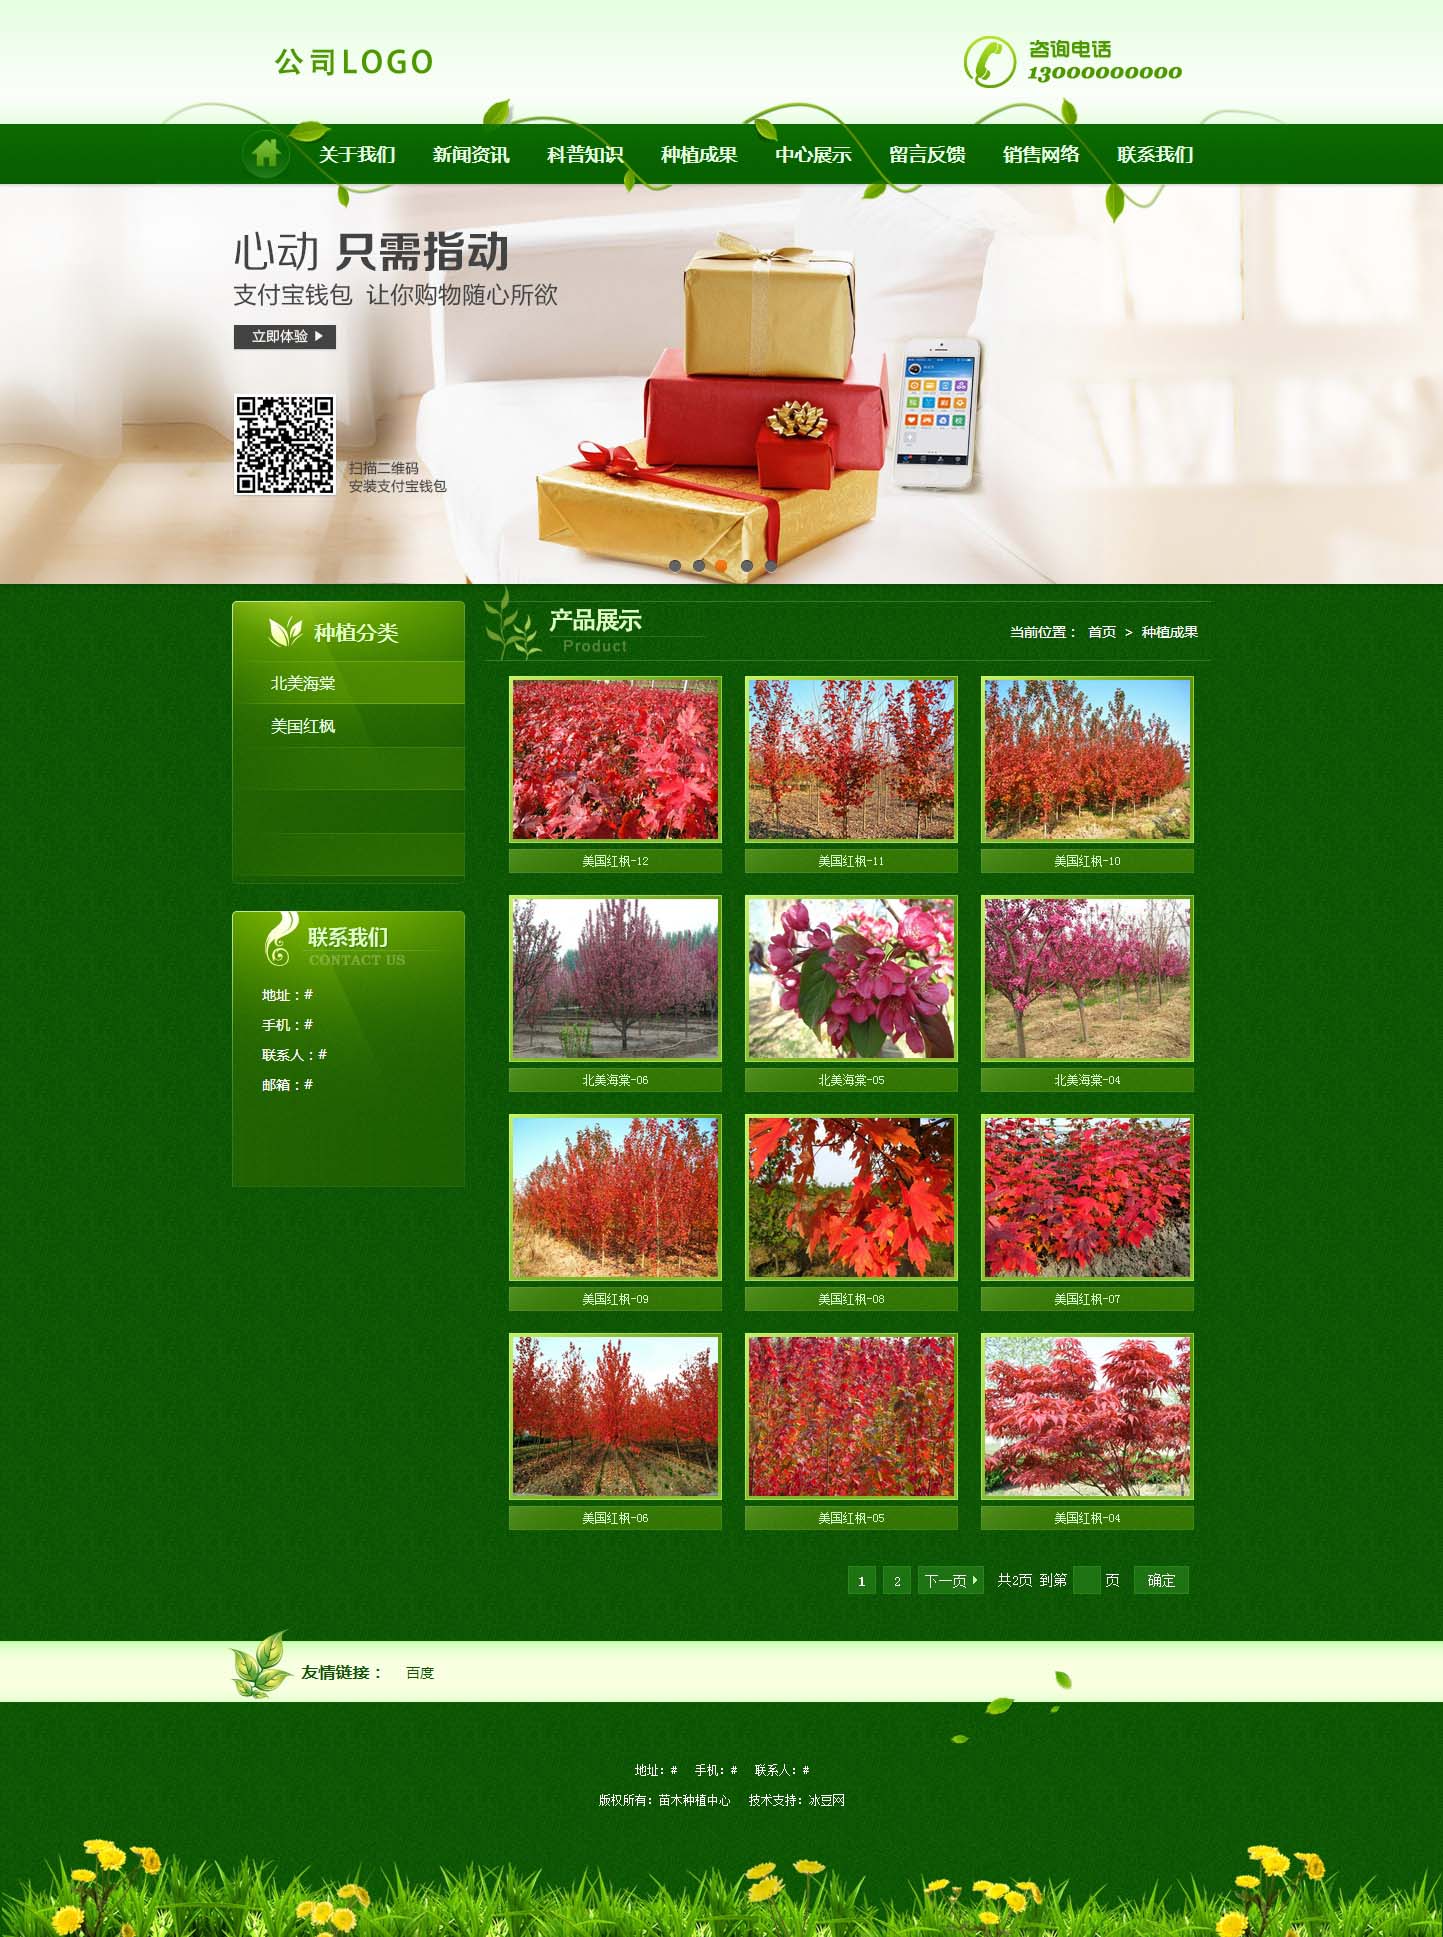 公司LOGO
咨询电话
13000000000
关于我们 新闻资讯 科普知识 种植成果 中心展示 留言反馈 销售网络 联系我们
心动 只需指动
支付宝钱包 让你购物随心所欲
立即体验
扫描二维码
安装支付宝钱包
种植分类
北美海棠
美国红枫
联系我们
CONTACT US
地址：#
手机：#
联系人：#
邮箱：#
产品展示
Product
当前位置： 首页 > 种植成果
美国红枫-12 美国红枫-11 美国红枫-10
北美海棠-06 北美海棠-05 北美海棠-04
美国红枫-09 美国红枫-08 美国红枫-07
美国红枫-06 美国红枫-05 美国红枫-04
1 2 下一页 共2页 到第 页 确定
友情链接： 百度
地址：# 手机：# 联系人：#
版权所有：苗木种植中心 技术支持：冰豆网